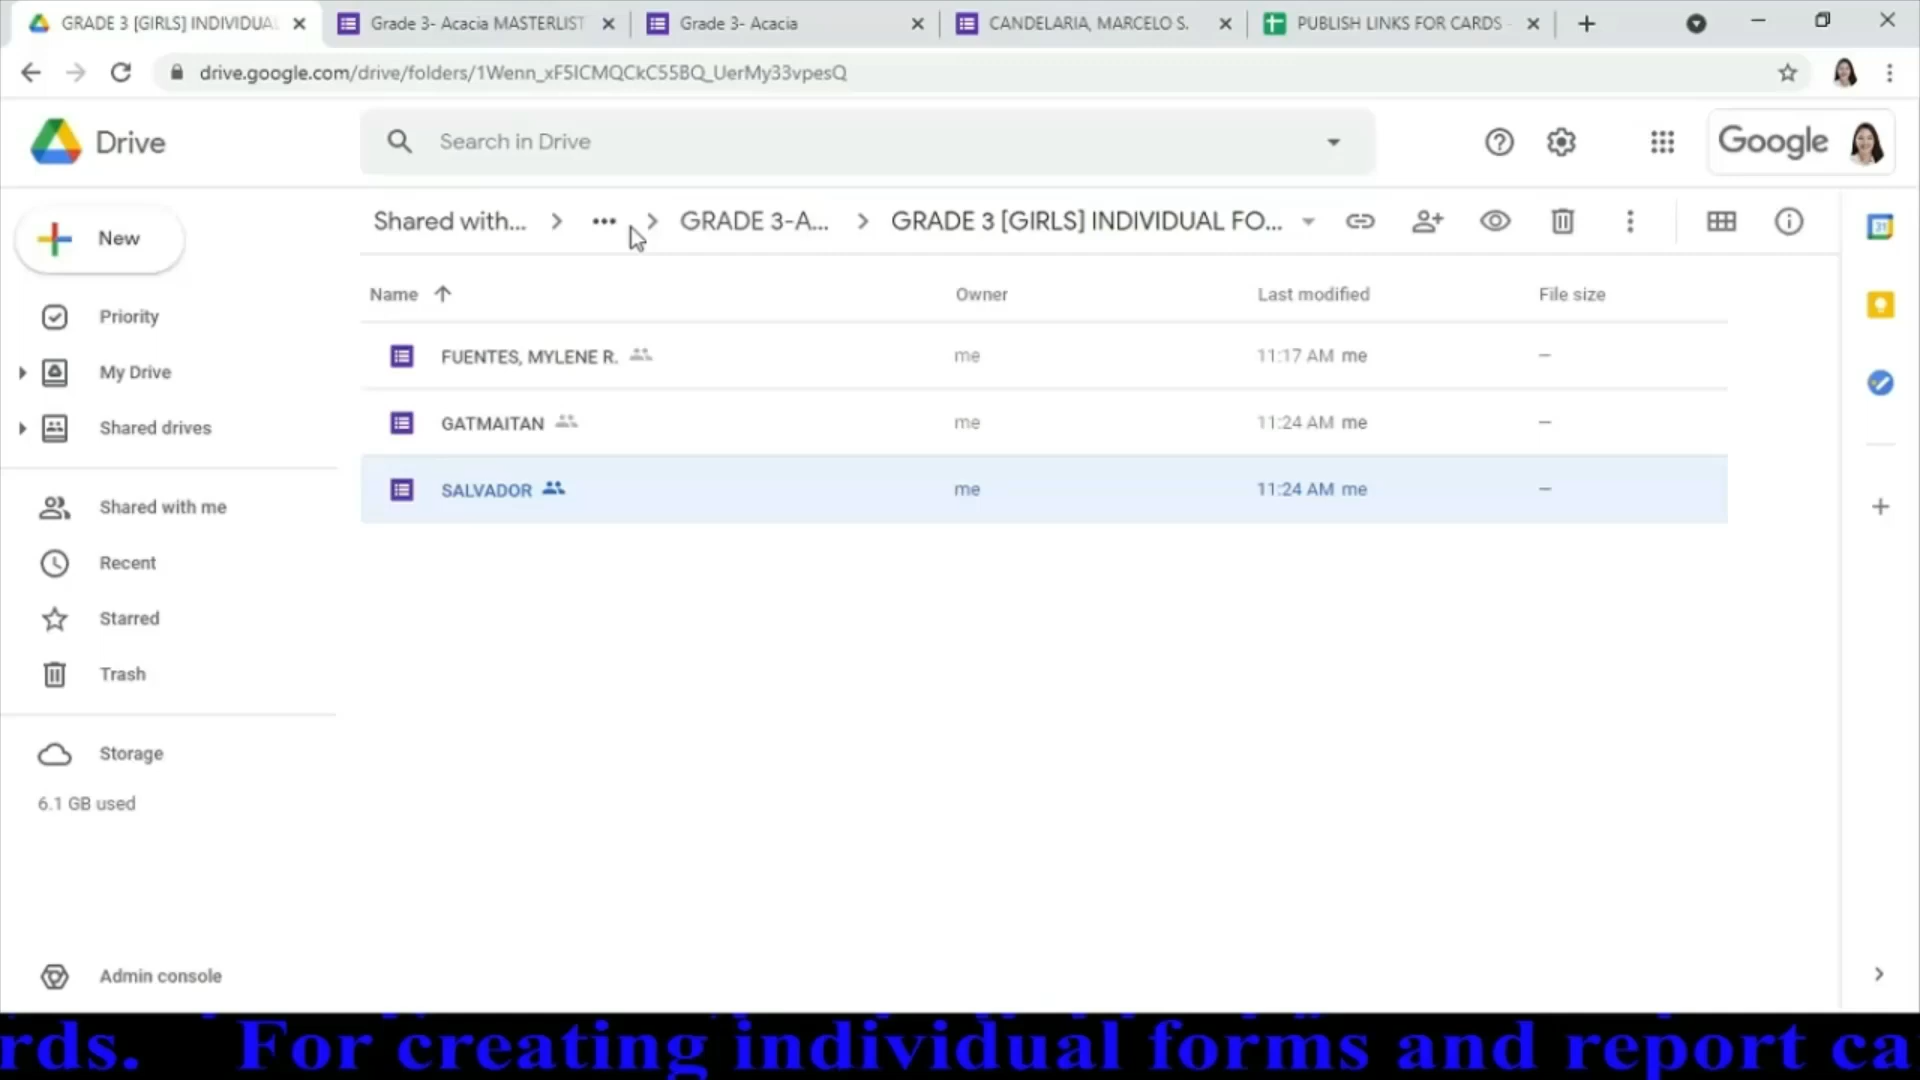 GRADE 3 [GIRLS] INDIVIDUAL
Grade 3- Acacia MASTERLIST
Grade 3- Acacia
CANDELARIA, MARCELO S.
PUBLISH LINKS FOR CARDS -
drive.google.com/drive/folders/1Wenn_xF5ICMQCkC55BQ_UerMy33vpesQ
Drive
Search in Drive
Google
New
Shared with...
GRADE 3-A...
GRADE 3 [GIRLS] INDIVIDUAL FO...
31
Name
Owner
Last modified
File size
Priority
FUENTES, MYLENE R.
me
11:17 AM me
–
My Drive
GATMAITAN
me
11:24 AM me
–
Shared drives
SALVADOR
me
11:24 AM me
–
Shared with me
Recent
Starred
Trash
Storage
6.1 GB used
Admin console
rds. For creating individual forms and report ca